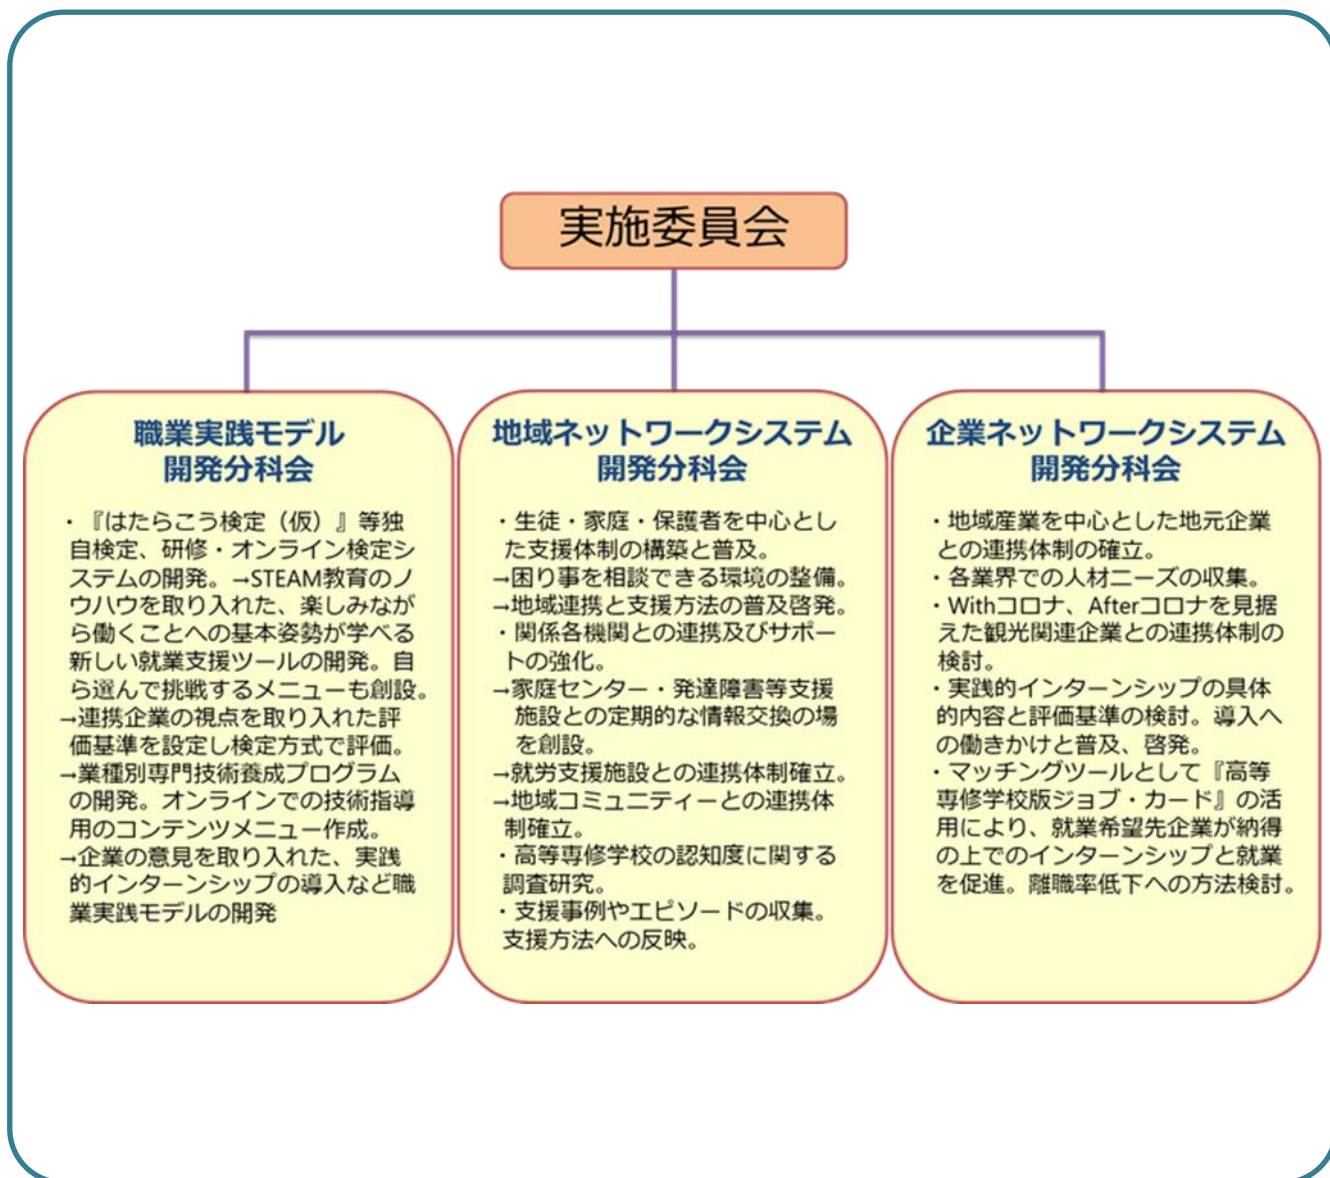 実施委員会
職業実践モデル
開発分科会
・『はたらこう検定（仮）』等独
自検定、研修・オンライン検定シ
ステムの開発。→STEAM教育のノ
ウハウを取り入れた、楽しみなが
ら働くことへの基本姿勢が学べる
新しい就業支援ツールの開発。自
ら選んで挑戦するメニューも創設。
→連携企業の視点を取り入れた評
価基準を設定し検定方式で評価。
→業種別専門技術養成プログラム
の開発。オンラインでの技術指導
用のコンテンツメニュー作成。
→企業の意見を取り入れた、実践
的インターンシップの導入など職
業実践モデルの開発
地域ネットワークシステム
開発分科会
・生徒・家庭・保護者を中心とし
た支援体制の構築と普及。
→困り事を相談できる環境の整備。
→地域連携と支援方法の普及啓発。
・関係各機関との連携及びサポー
トの強化。
→家庭センター・発達障害等支援
施設との定期的な情報交換の場
を創設。
→就労支援施設との連携体制確立。
→地域コミュニティーとの連携体
制確立。
・高等専修学校の認知度に関する
調査研究。
・支援事例やエピソードの収集。
支援方法への反映。
企業ネットワークシステム
開発分科会
・地域産業を中心とした地元企業
との連携体制の確立。
・各業界での人材ニーズの収集。
・Withコロナ、Afterコロナを見据
えた観光関連企業との連携体制の
検討。
・実践的インターンシップの具体
的内容と評価基準の検討。導入へ
の働きかけと普及、啓発。
・マッチングツールとして『高等
専修学校版ジョブ・カード』の活
用により、就業希望先企業が納得
の上でのインターンシップと就業
を促進。離職率低下への方法検討。